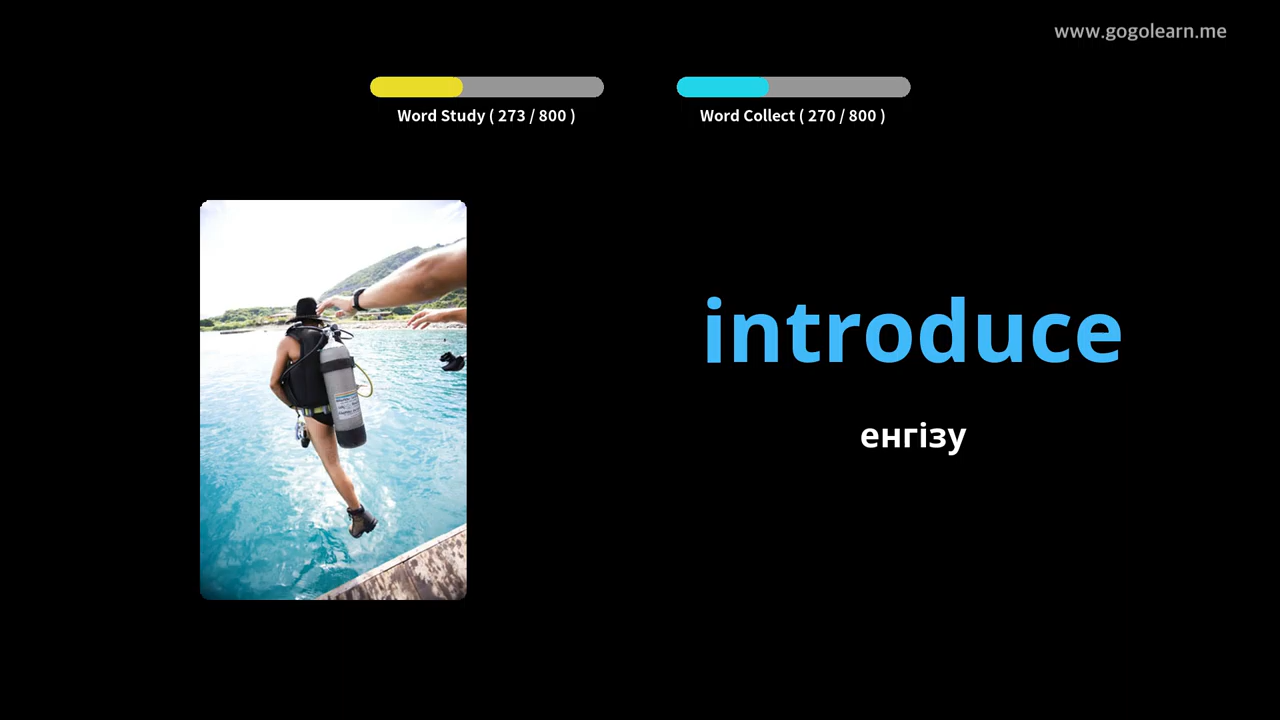 www.gogolearn.me
Word Study ( 273 / 800 )
Word Collect ( 270 / 800 )
introduce
енгізу